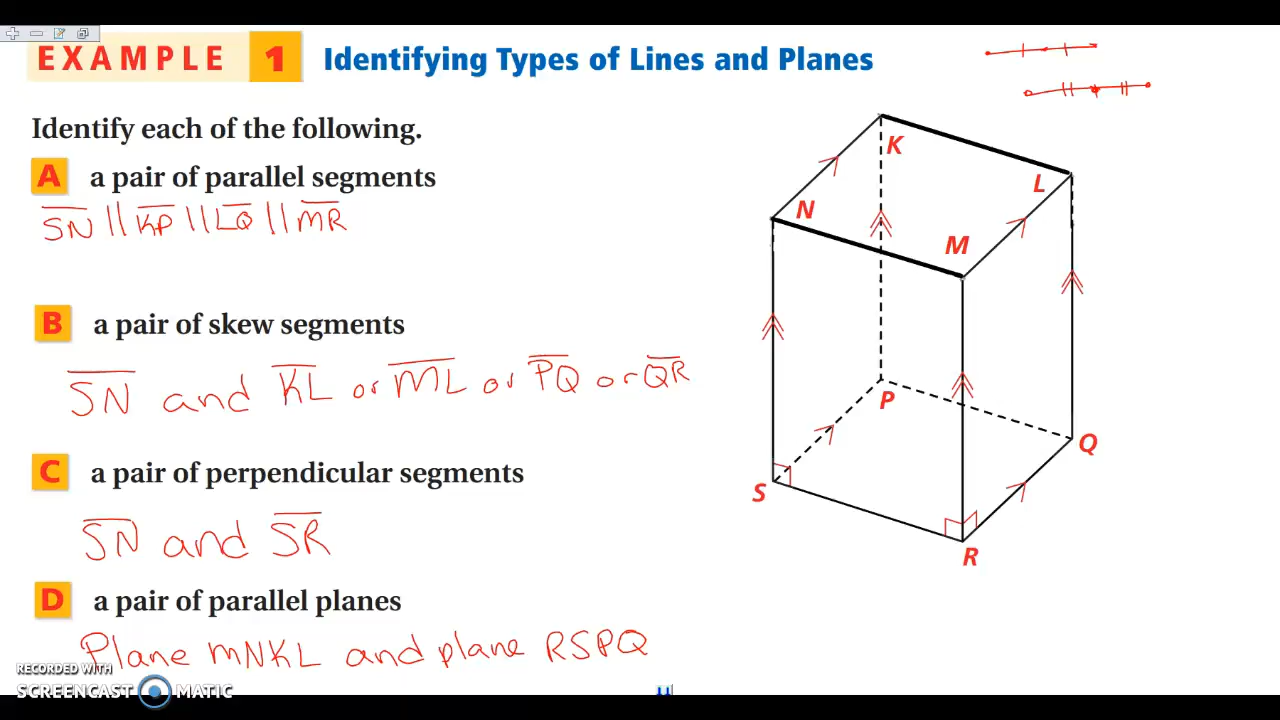 EXAMPLE 1 Identifying Types of Lines and Planes
Identify each of the following.
A a pair of parallel segments
SN || KP || LQ || MR
B a pair of skew segments
SN and KL or ML or PQ or QR
C a pair of perpendicular segments
SN and SR
D a pair of parallel planes
Plane MNKL and plane RSPQ
K
L
N
M
P
Q
S
R
RECORDED WITH
SCREENCAST MATIC